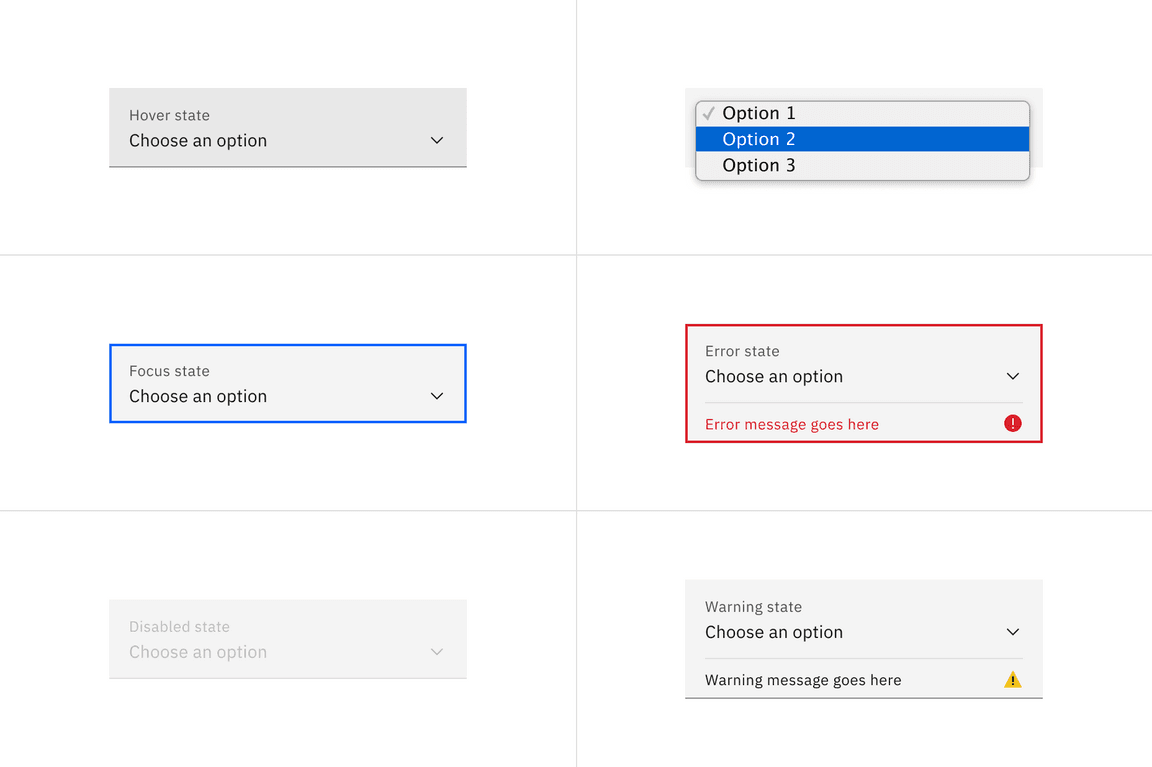 Hover state
Choose an option
Option 1
Option 2
Option 3
Focus state
Choose an option
Error state
Choose an option
Error message goes here
Disabled state
Choose an option
Warning state
Choose an option
Warning message goes here